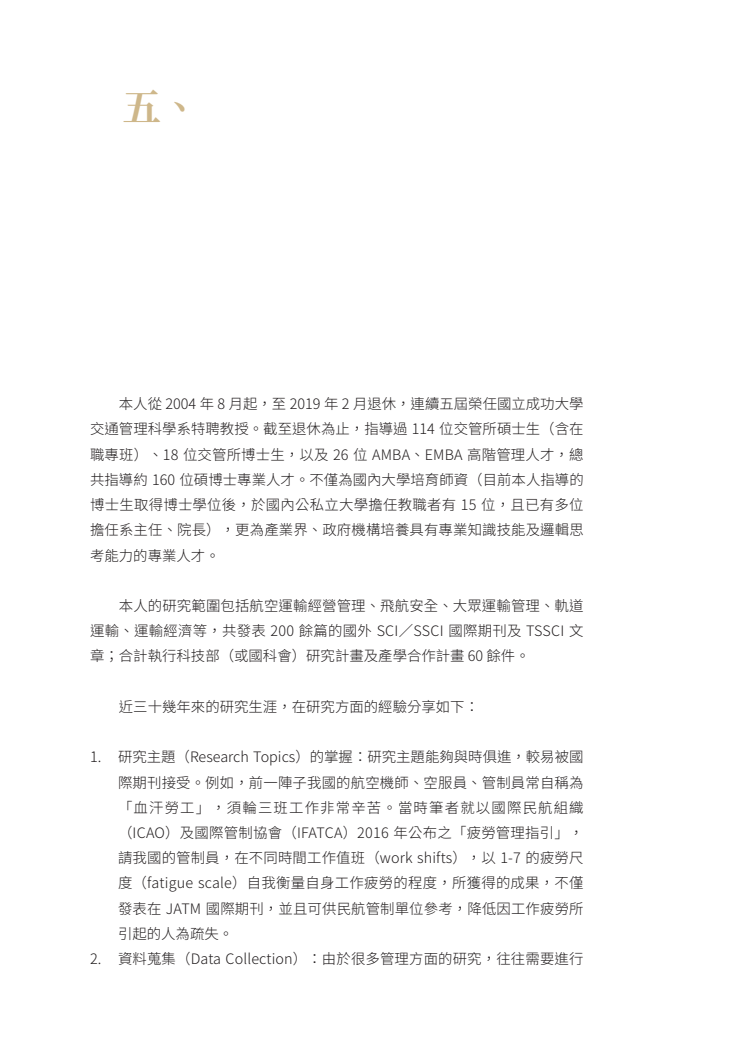 五、
本人從 2004 年 8 月起，至 2019 年 2 月退休，連續五屆榮任國立成功大學
交通管理科學系特聘教授。截至退休為止，指導過 114 位交管所碩士生（含在
職專班）、18 位交管所博士生，以及 26 位 AMBA、EMBA 高階管理人才，總
共指導約 160 位碩博士專業人才。不僅為國內大學培育師資（目前本人指導的
博士生取得博士學位後，於國內公私立大學擔任教職者有 15 位，且已有多位
擔任系主任、院長），更為產業界、政府機構培養具有專業知識技能及邏輯思
考能力的專業人才。
本人的研究範圍包括航空運輸經營管理、飛航安全、大眾運輸管理、軌道
運輸、運輸經濟等，共發表 200 餘篇的國外 SCI／SSCI 國際期刊及 TSSCI 文
章；合計執行科技部（或國科會）研究計畫及產學合作計畫 60 餘件。
近三十幾年來的研究生涯，在研究方面的經驗分享如下：
1. 研究主題（Research Topics）的掌握：研究主題能夠與時俱進，較易被國
際期刊接受。例如，前一陣子我國的航空機師、空服員、管制員常自稱為
「血汗勞工」，須輪三班工作非常辛苦。當時筆者就以國際民航組織
（ICAO）及國際管制協會（IFATCA）2016 年公布之「疲勞管理指引」，
請我國的管制員，在不同時間工作值班（work shifts），以 1-7 的疲勞尺
度（fatigue scale）自我衡量自身工作疲勞的程度，所獲得的成果，不僅
發表在 JATM 國際期刊，並且可供民航管制單位參考，降低因工作疲勞所
引起的人為疏失。
2. 資料蒐集（Data Collection）：由於很多管理方面的研究，往往需要進行